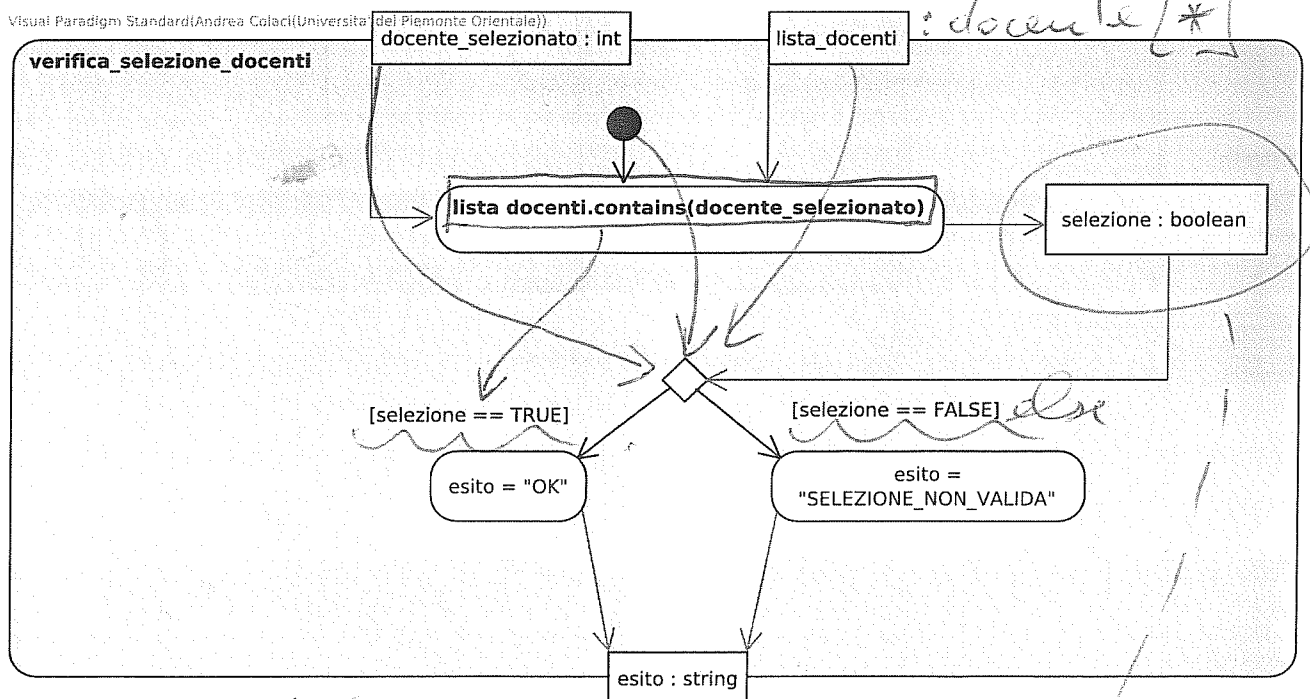 Visual Paradigm Standard(Andrea Colaci(Universita' del Piemonte Orientale))
docente_selezionato : int
lista_docenti
: docente [*]
verifica_selezione_docenti
lista docenti.contains(docente_selezionato)
selezione : boolean
[selezione == TRUE]
[selezione == FALSE] else
esito = "OK"
esito =
"SELEZIONE_NON_VALIDA"
esito : string